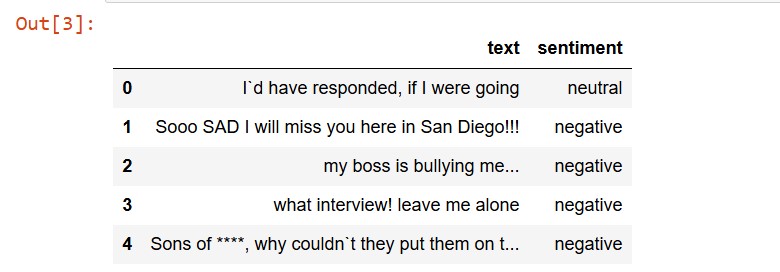 Out[3]:
text sentiment
0 I`d have responded, if I were going neutral
1 Sooo SAD I will miss you here in San Diego!!! negative
2 my boss is bullying me... negative
3 what interview! leave me alone negative
4 Sons of ****, why couldn`t they put them on t... negative